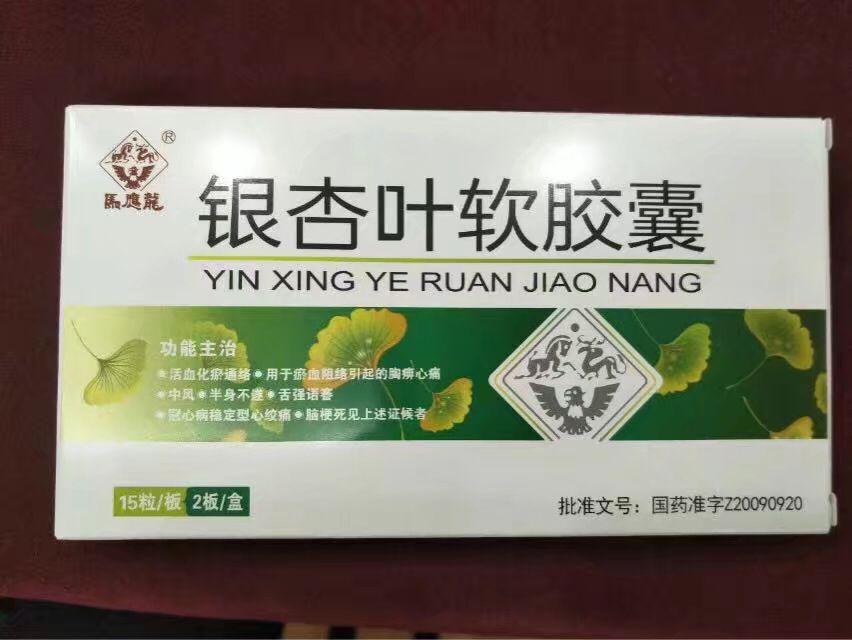 ®
馬應龍
银杏叶软胶囊
YIN XING YE RUAN JIAO NANG
功能主治
●活血化瘀通络●用于瘀血阻络引起的胸痹心痛
●中风●半身不遂●舌强语謇
●冠心病稳定型心绞痛●脑梗死见上述证候者
15粒/板 2板/盒
批准文号：国药准字Z20090920